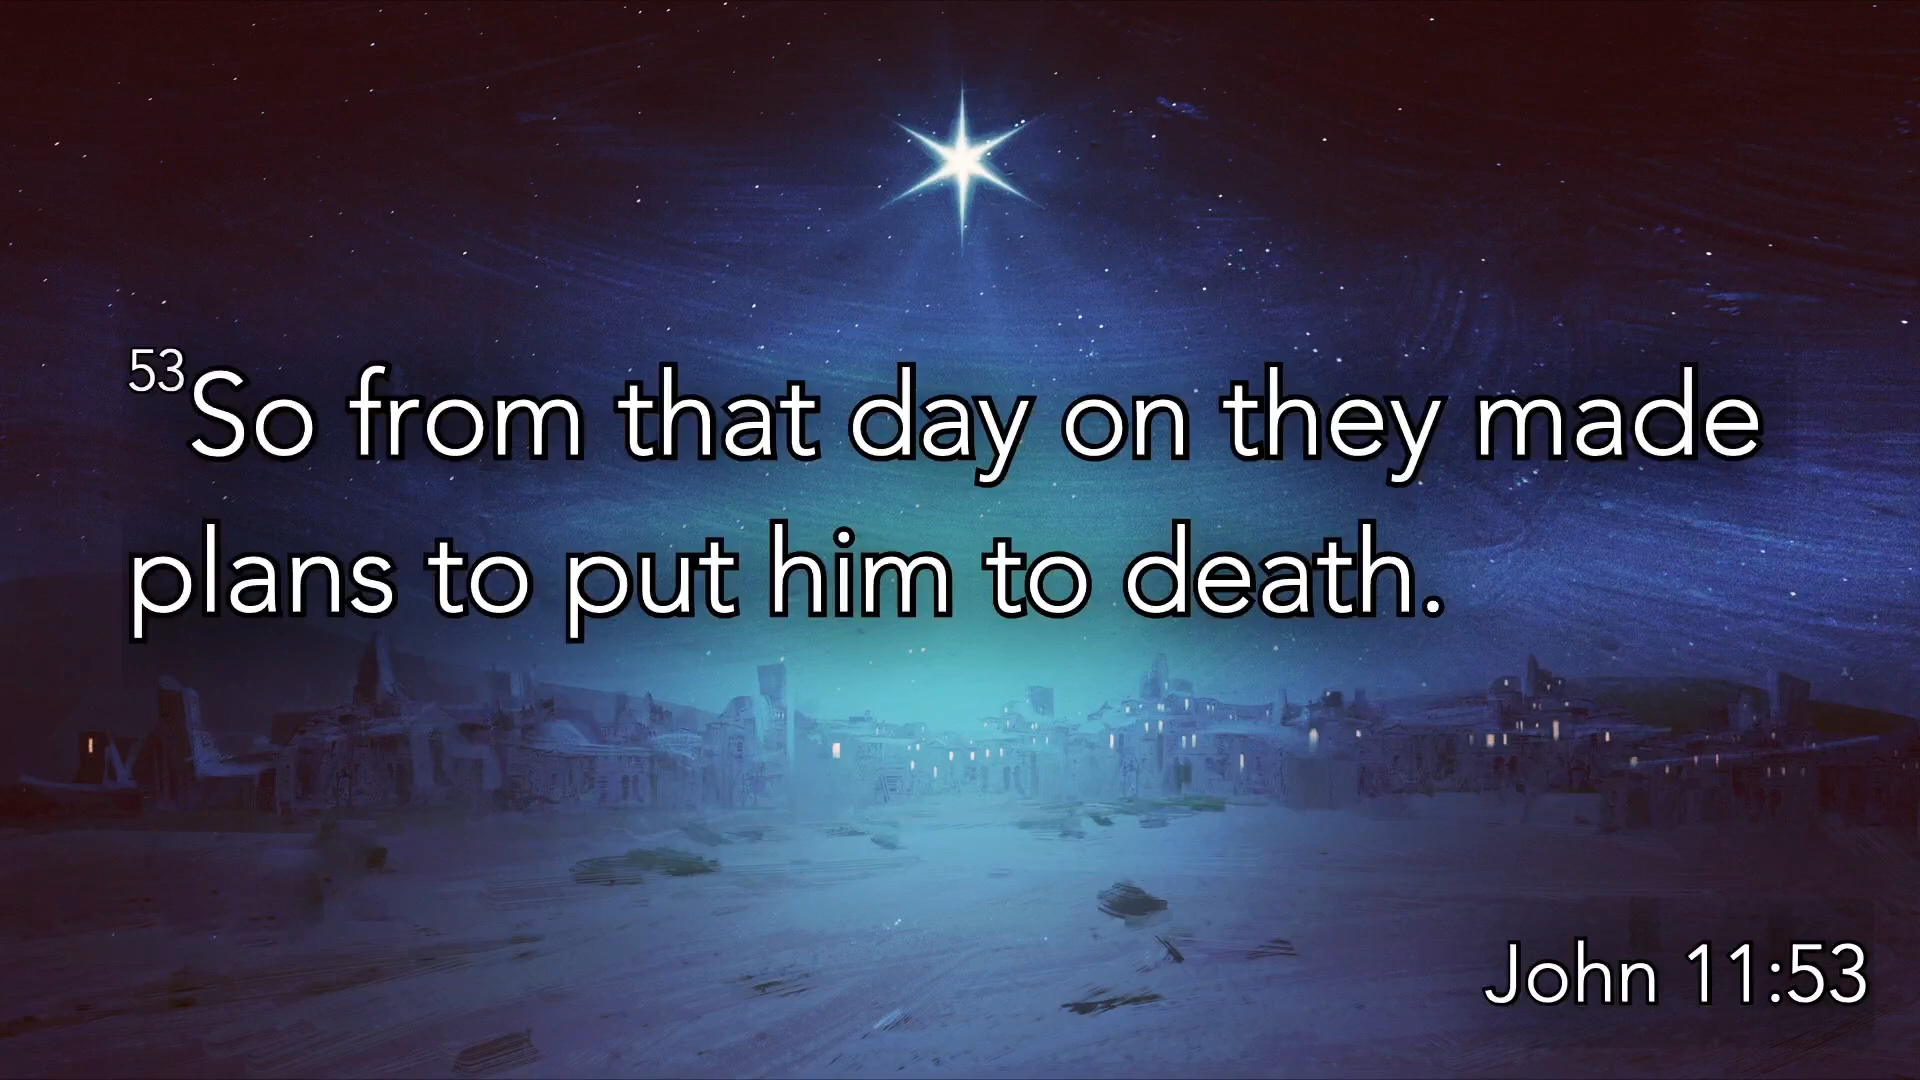 53So from that day on they made
plans to put him to death.
John 11:53